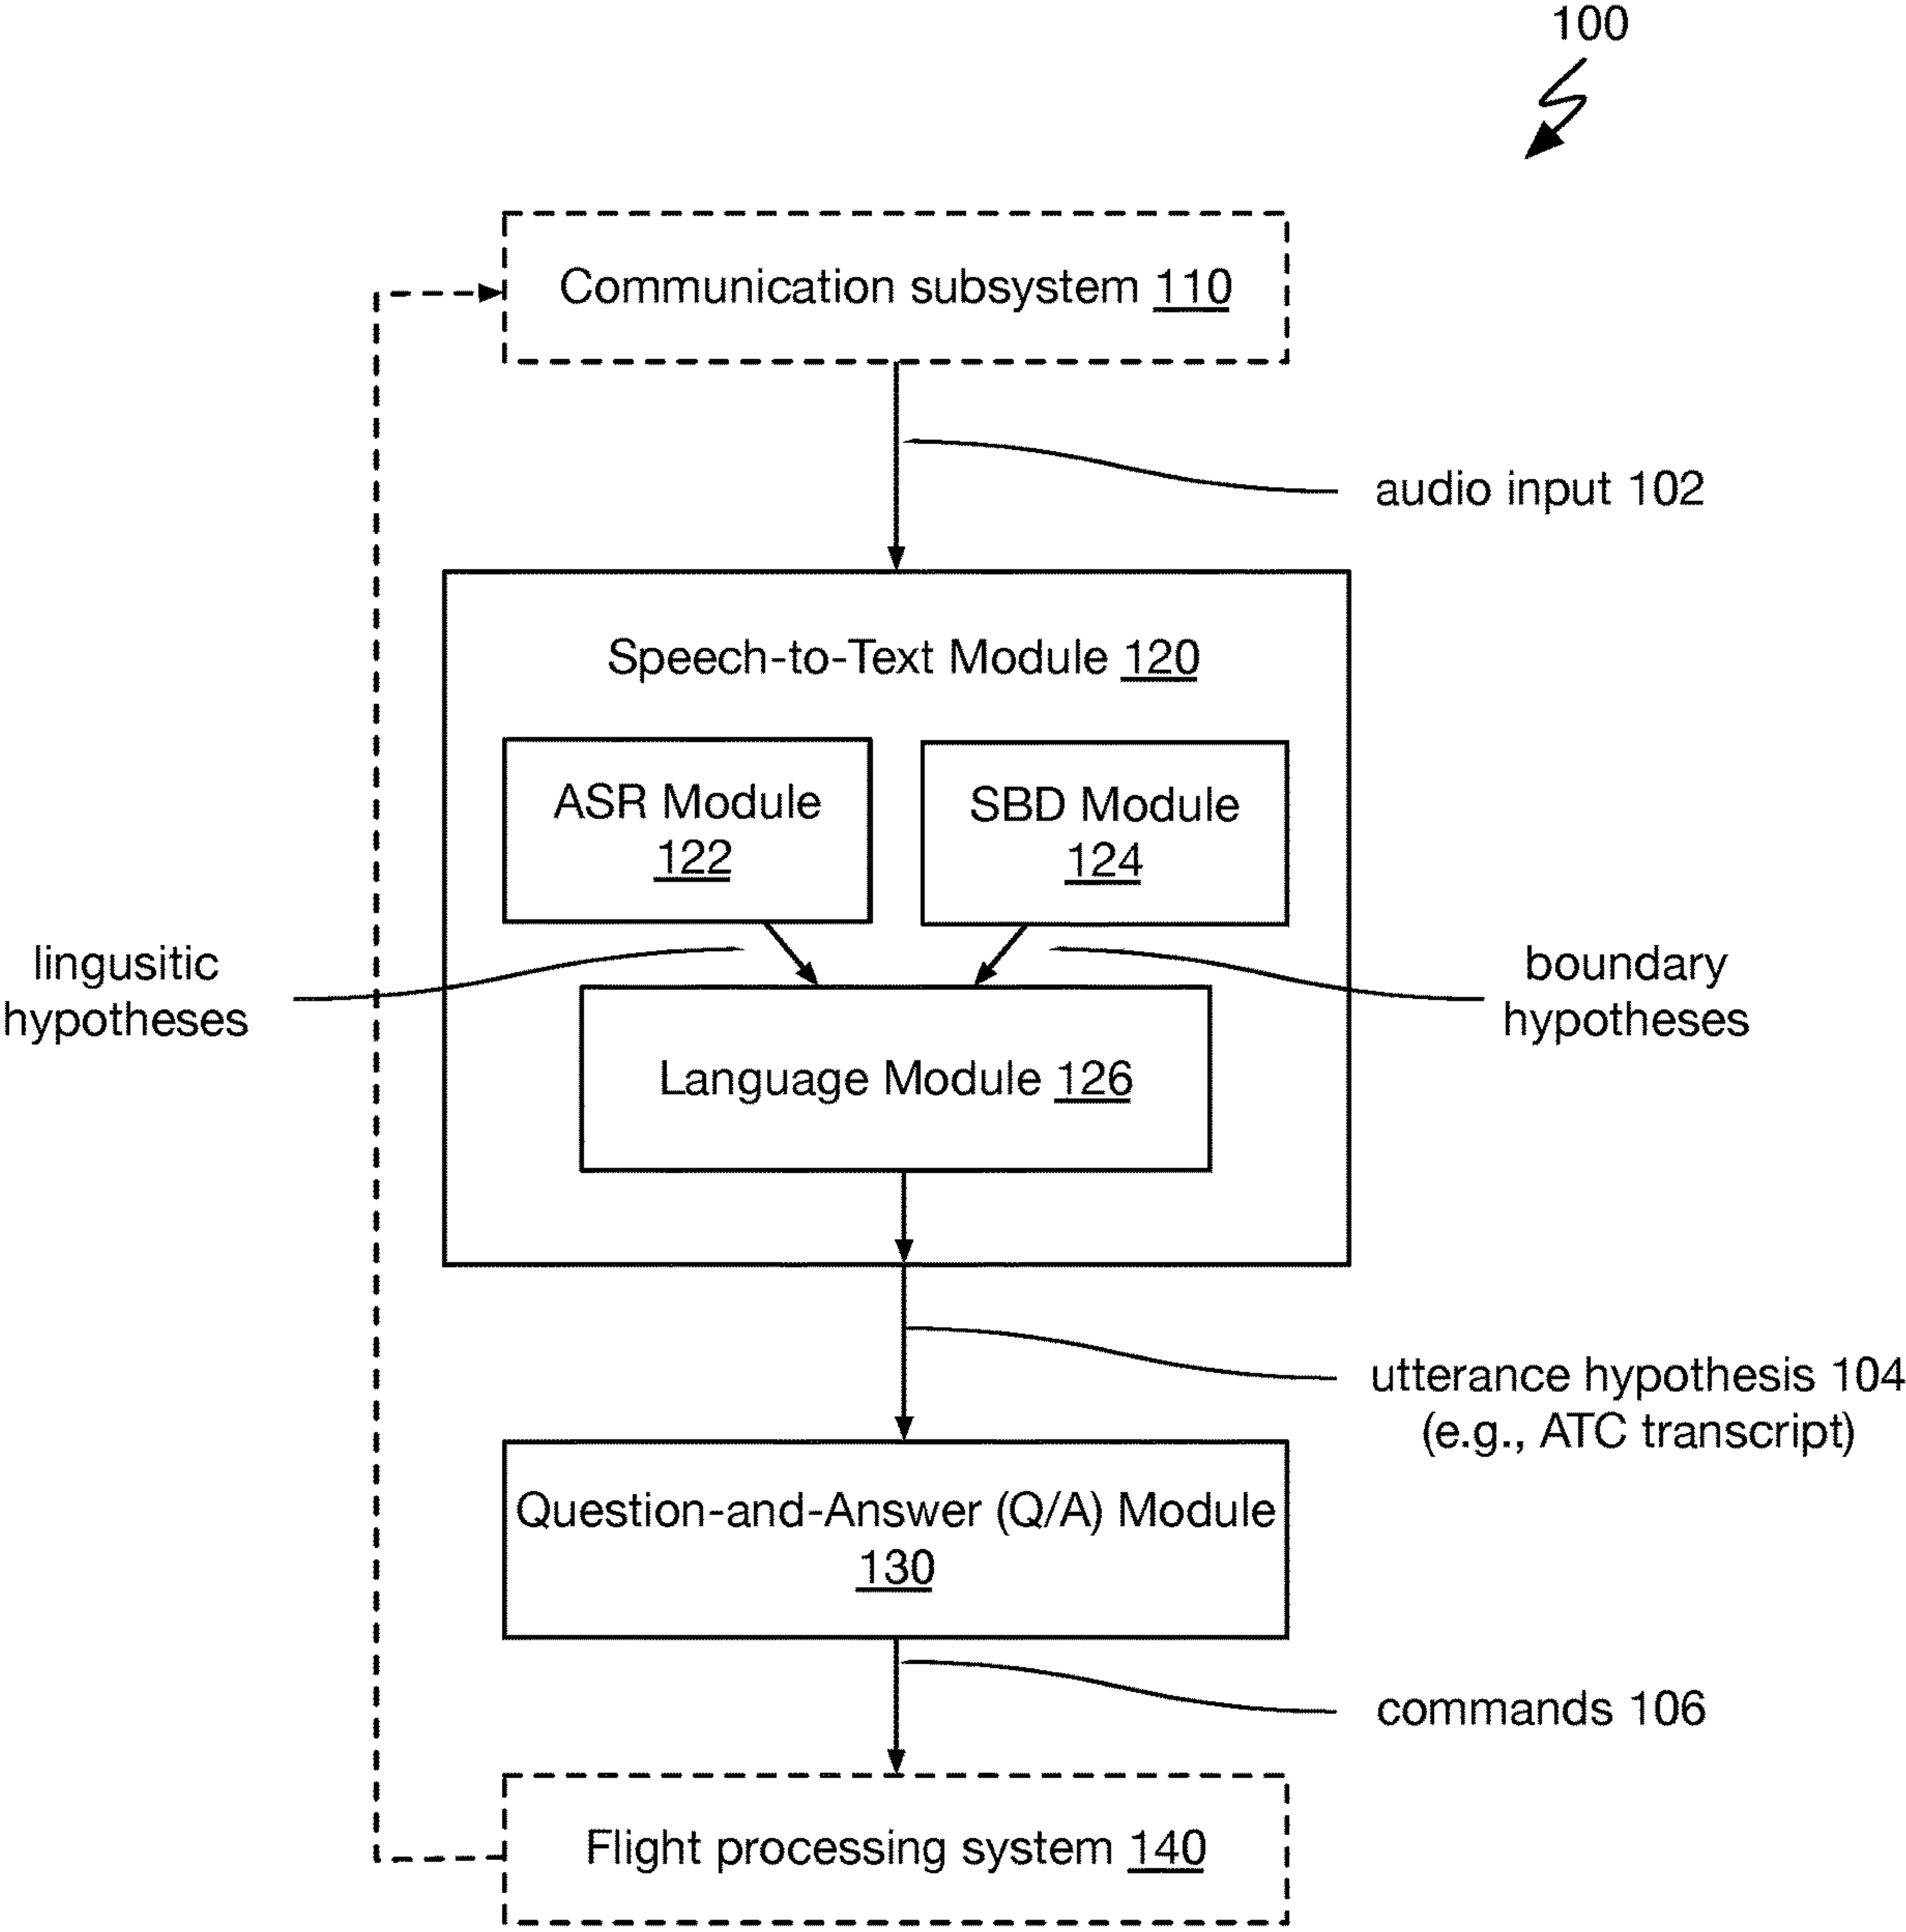 100
Communication subsystem 110
audio input 102
Speech-to-Text Module 120
ASR Module
122
SBD Module
124
lingusitic
hypotheses
boundary
hypotheses
Language Module 126
utterance hypothesis 104
(e.g., ATC transcript)
Question-and-Answer (Q/A) Module
130
commands 106
Flight processing system 140